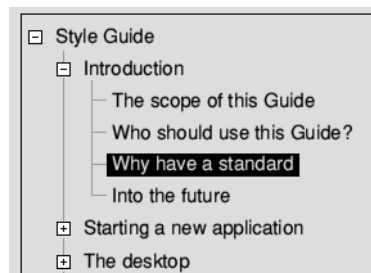 Style Guide
Introduction
The scope of this Guide
Who should use this Guide?
Why have a standard
Into the future
Starting a new application
The desktop